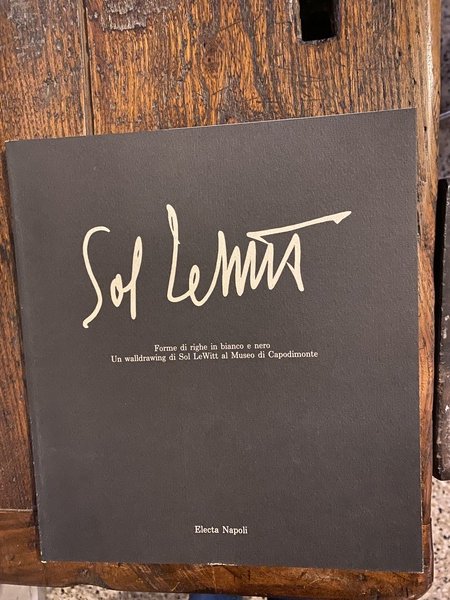 Sol LeWitt
Forme di righe in bianco e nero
Un walldrawing di Sol LeWitt al Museo di Capodimonte
Electa Napoli